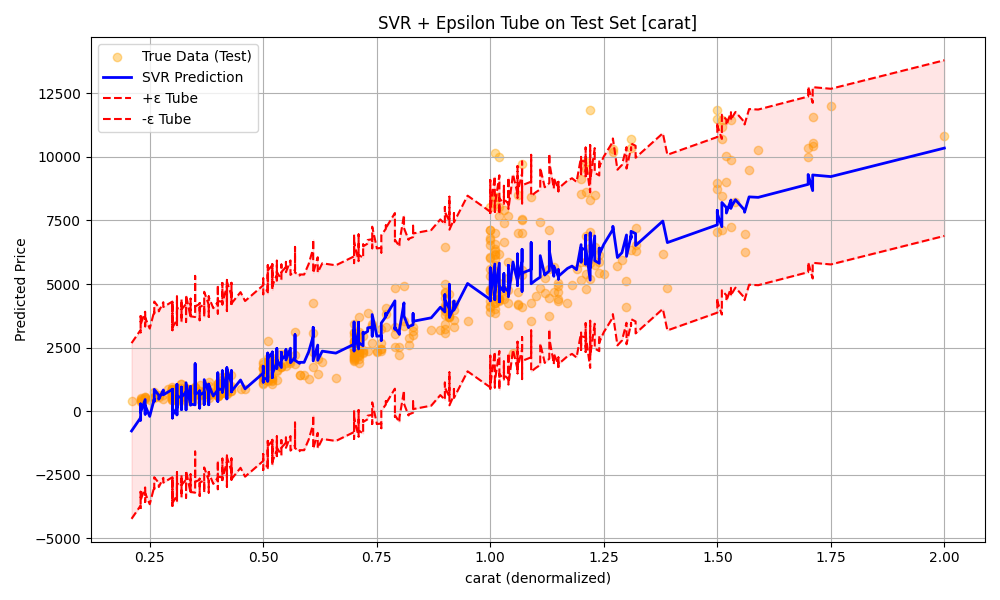 SVR + Epsilon Tube on Test Set [carat]
True Data (Test)
SVR Prediction
+ε Tube
-ε Tube
Predicted Price
12500
10000
7500
5000
2500
0
−2500
−5000
0.25 0.50 0.75 1.00 1.25 1.50 1.75 2.00
carat (denormalized)